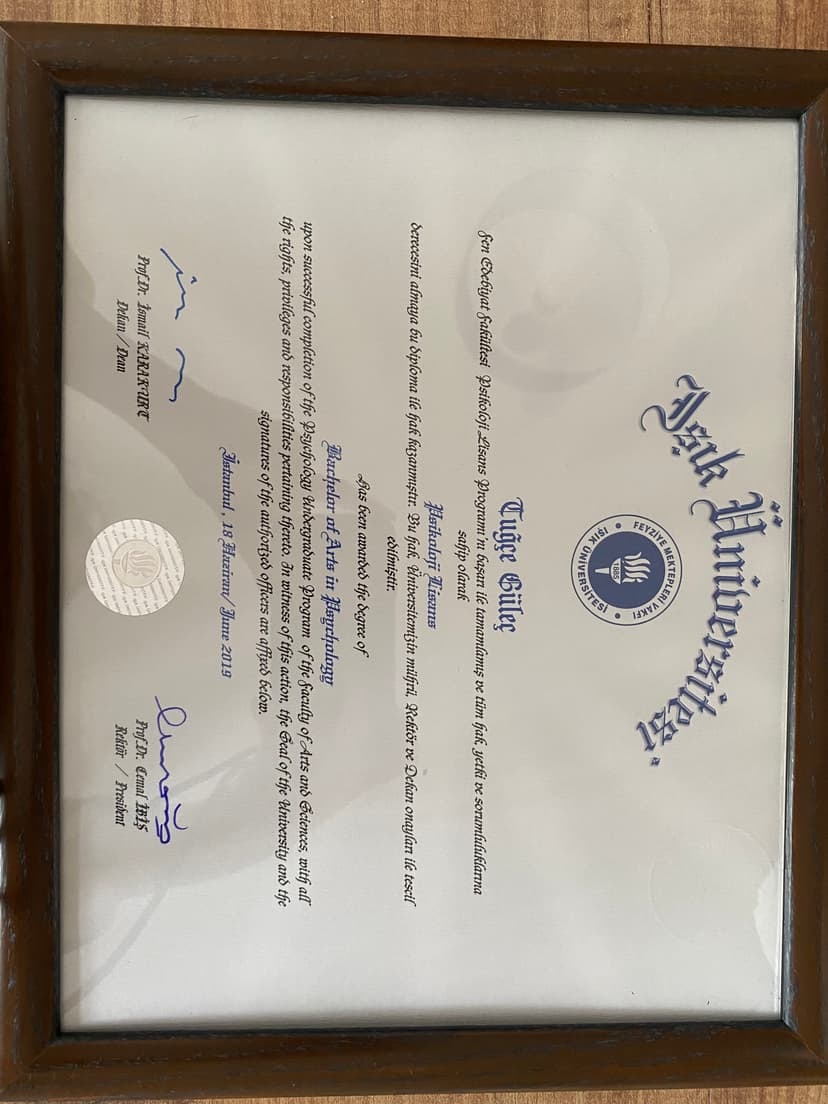 Işık Üniversitesi
FEYZİYE MEKTEPLERİ VAKFI
1885
IŞIK ÜNİVERSİTESİ
Tuğçe Güleç
Fen Edebiyat Fakültesi Psikoloji Lisans Programı'nı başarı ile tamamlamış ve tüm hak, yetki ve sorumluluklarına
sahip olarak
Psikoloji Lisans
derecesini almaya bu diploma ile hak kazanmıştır. Bu hak, Üniversitemizin mührü, Rektör ve Dekan onayları ile tescil
edilmiştir.
Has been awarded the degree of
Bachelor of Arts in Psychology
upon successful completion of the Psychology Undergraduate Program of the Faculty of Arts and Sciences, with all
the rights, privileges and responsibilities pertaining thereto. In witness of this action, the Seal of the University and the
signatures of the authorized officers are affixed below.
İstanbul, 18 Haziran/ June 2019
Prof.Dr. İsmail KARAKURT
Dekan / Dean
Prof.Dr. Cemal İBİŞ
Rektör / President